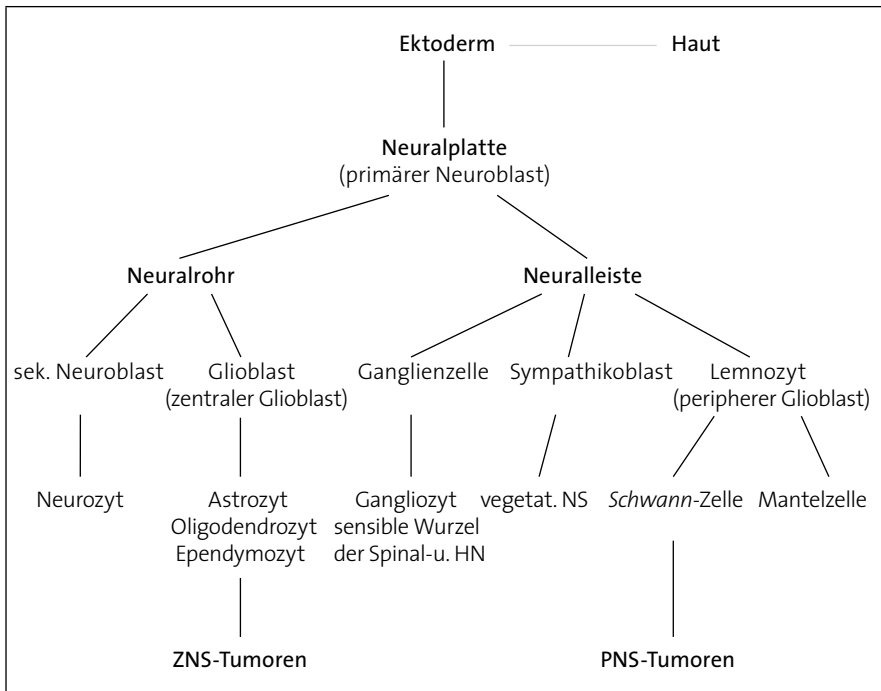 Ektoderm Haut
Neuralplatte
(primärer Neuroblast)
Neuralrohr Neuralleiste
sek. Neuroblast Glioblast Ganglienzelle Sympathikoblast Lemnozyt
(zentraler Glioblast) (peripherer Glioblast)
Neurozyt Astrozyt Gangliozyt vegetat. NS Schwann-Zelle Mantelzelle
Oligodendrozyt sensible Wurzel
Ependymozyt der Spinal-u. HN
ZNS-Tumoren PNS-Tumoren